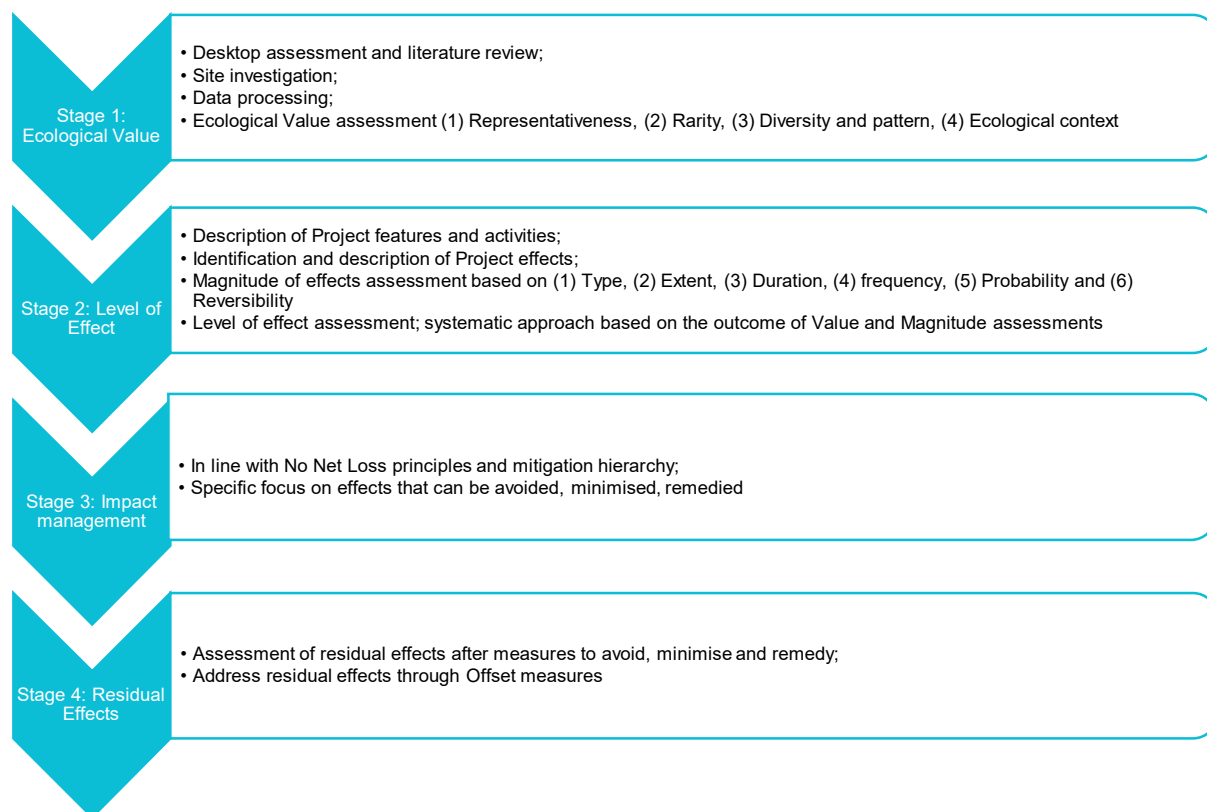 Stage 1:
Ecological Value
• Desktop assessment and literature review;
• Site investigation;
• Data processing;
• Ecological Value assessment (1) Representativeness, (2) Rarity, (3) Diversity and pattern, (4) Ecological context
Stage 2: Level of
Effect
• Description of Project features and activities;
• Identification and description of Project effects;
• Magnitude of effects assessment based on (1) Type, (2) Extent, (3) Duration, (4) frequency, (5) Probability and (6)
Reversibility
• Level of effect assessment; systematic approach based on the outcome of Value and Magnitude assessments
Stage 3: Impact
management
• In line with No Net Loss principles and mitigation hierarchy;
• Specific focus on effects that can be avoided, minimised, remedied
Stage 4: Residual
Effects
• Assessment of residual effects after measures to avoid, minimise and remedy;
• Address residual effects through Offset measures